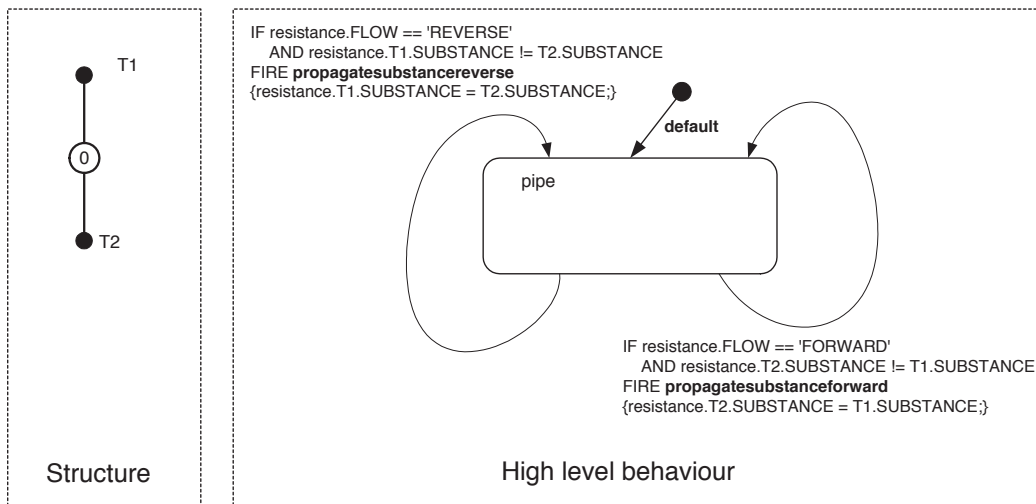 T1
0
T2
Structure
IF resistance.FLOW == 'REVERSE'
AND resistance.T1.SUBSTANCE != T2.SUBSTANCE
FIRE propagatesubstancereverse
{resistance.T1.SUBSTANCE = T2.SUBSTANCE;}
default
pipe
IF resistance.FLOW == 'FORWARD'
AND resistance.T2.SUBSTANCE != T1.SUBSTANCE
FIRE propagatesubstanceforward
{resistance.T2.SUBSTANCE = T1.SUBSTANCE;}
High level behaviour